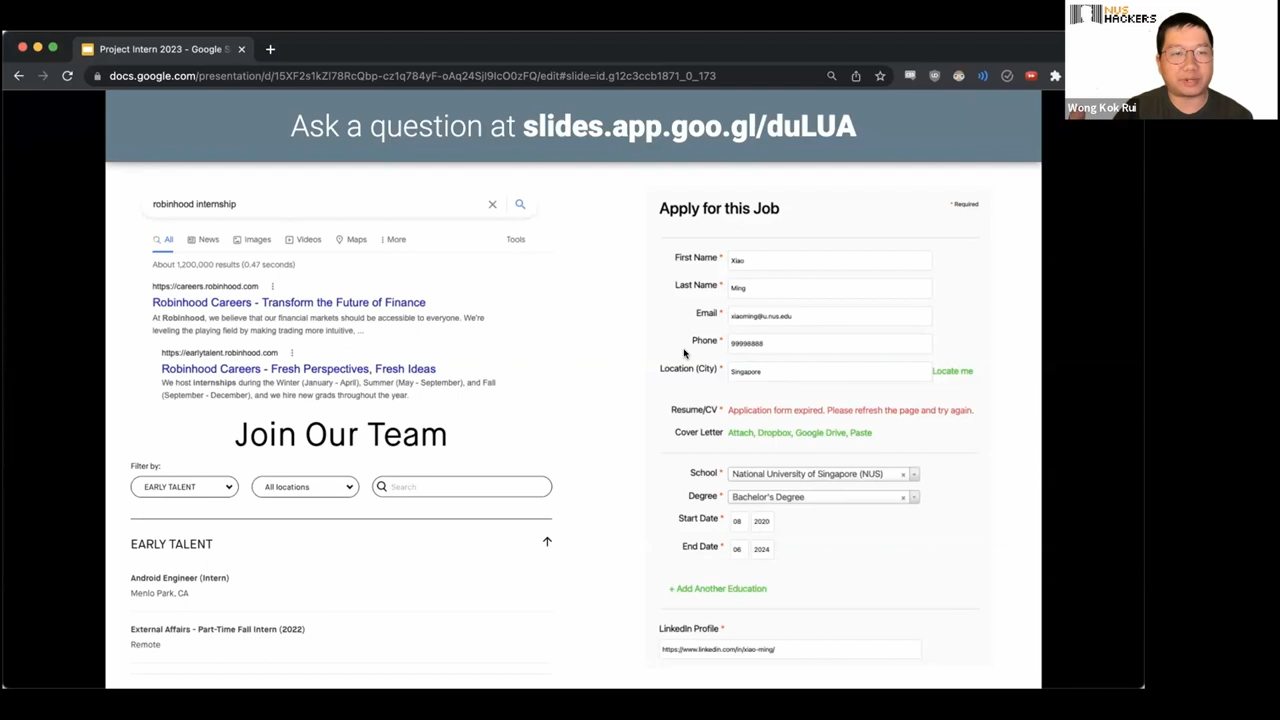 NUS
HACKERS
Wong Kok Rui
Project Intern 2023 - Google S
docs.google.com/presentation/d/15XF2s1kZl78RcQbp-cz1q784yF-oAq24SjI9IcO0zFQ/edit#slide=id.g12c3ccb1871_0_173
Ask a question at slides.app.goo.gl/duLUA
robinhood internship
All News Images Videos Maps More Tools
About 1,200,000 results (0.47 seconds)
https://careers.robinhood.com
Robinhood Careers - Transform the Future of Finance
At Robinhood, we believe that our financial markets should be accessible to everyone. We're
leveling the playing field by making trading more intuitive, ...
https://earlytalent.robinhood.com
Robinhood Careers - Fresh Perspectives, Fresh Ideas
We host internships during the Winter (January - April), Summer (May - September), and Fall
(September - December), and we hire new grads throughout the year.
Join Our Team
Filter by:
EARLY TALENT All locations Search
EARLY TALENT
Android Engineer (Intern)
Menlo Park, CA
External Affairs - Part-Time Fall Intern (2022)
Remote
Apply for this Job * Required
First Name * Xiao
Last Name * Ming
Email * xiaoming@u.nus.edu
Phone * 99998888
Location (City) * Singapore Locate me
Resume/CV * Application form expired. Please refresh the page and try again.
Cover Letter Attach, Dropbox, Google Drive, Paste
School * National University of Singapore (NUS)
Degree * Bachelor's Degree
Start Date * 08 2020
End Date * 06 2024
+ Add Another Education
LinkedIn Profile *
https://www.linkedin.com/in/xiao-ming/